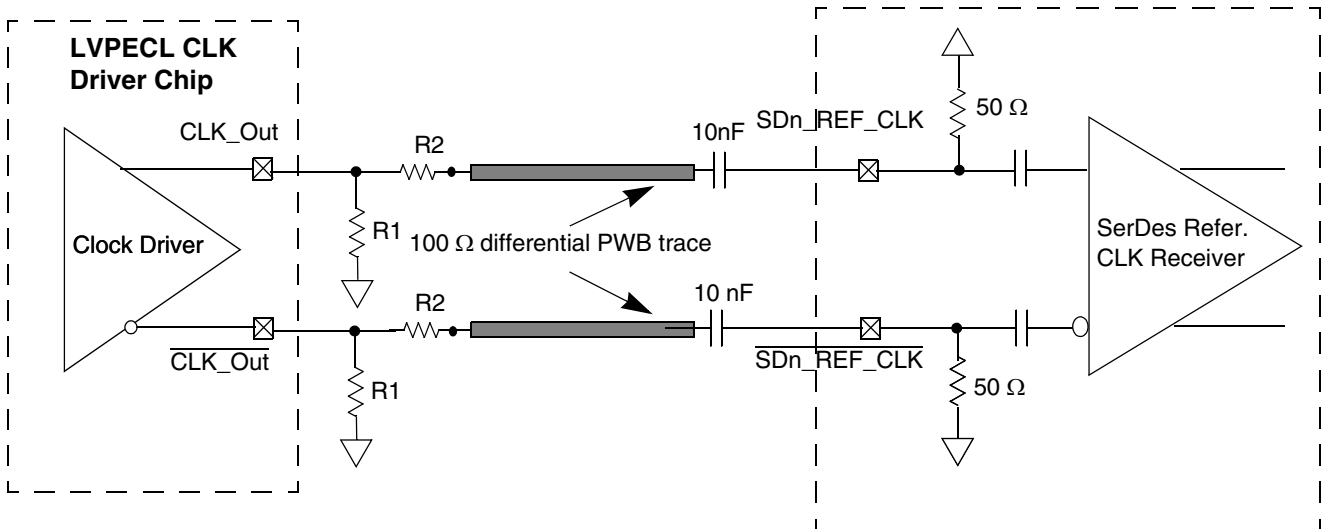 LVPECL CLK
Driver Chip
CLK_Out
R2
10nF
SDn_REF_CLK
50 Ω
Clock Driver
R1
100 Ω differential PWB trace
SerDes Refer.
CLK Receiver
R2
10 nF
CLK_Out
SDn_REF_CLK
R1
50 Ω